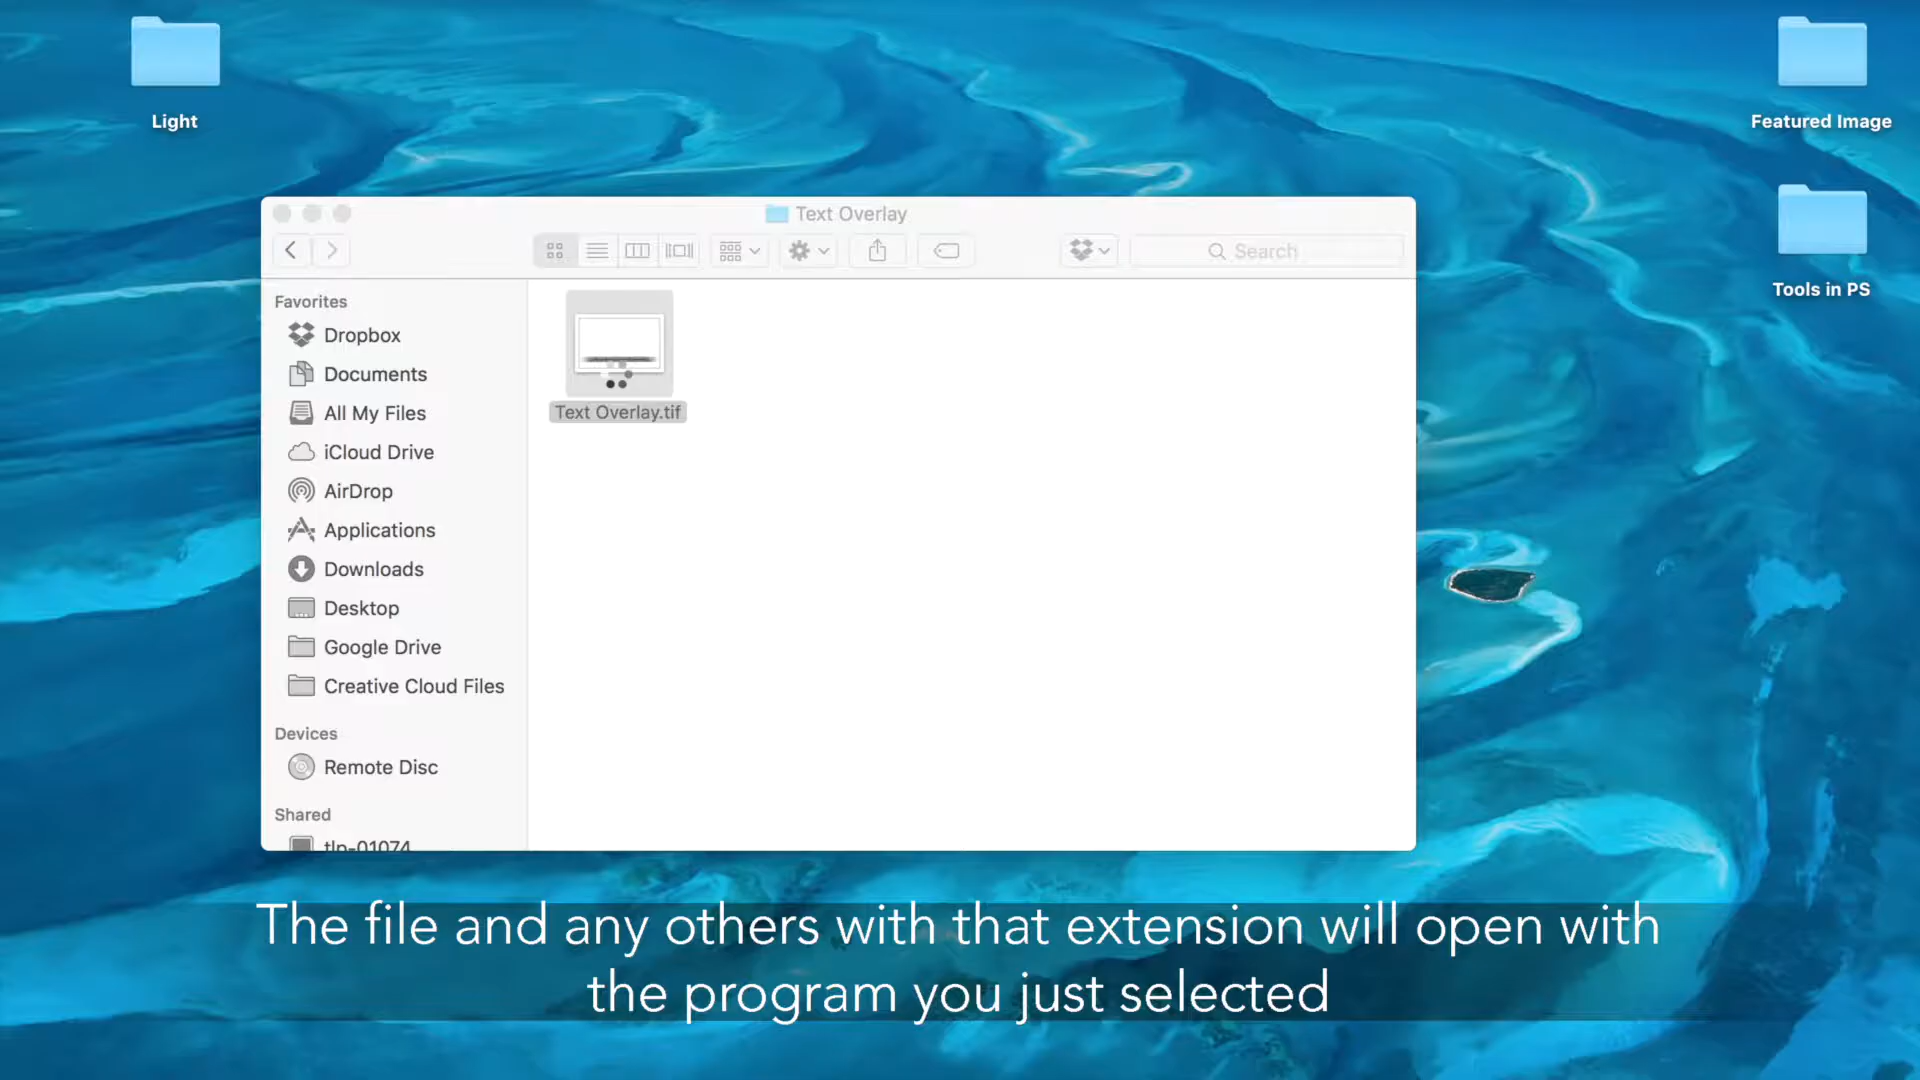 Light
Featured Image
Tools in PS
Text Overlay
Search
Favorites
Dropbox
Documents
All My Files
iCloud Drive
AirDrop
Applications
Downloads
Desktop
Google Drive
Creative Cloud Files
Devices
Remote Disc
Shared
tlp-01074
Text Overlay.tif
The file and any others with that extension will open with
the program you just selected